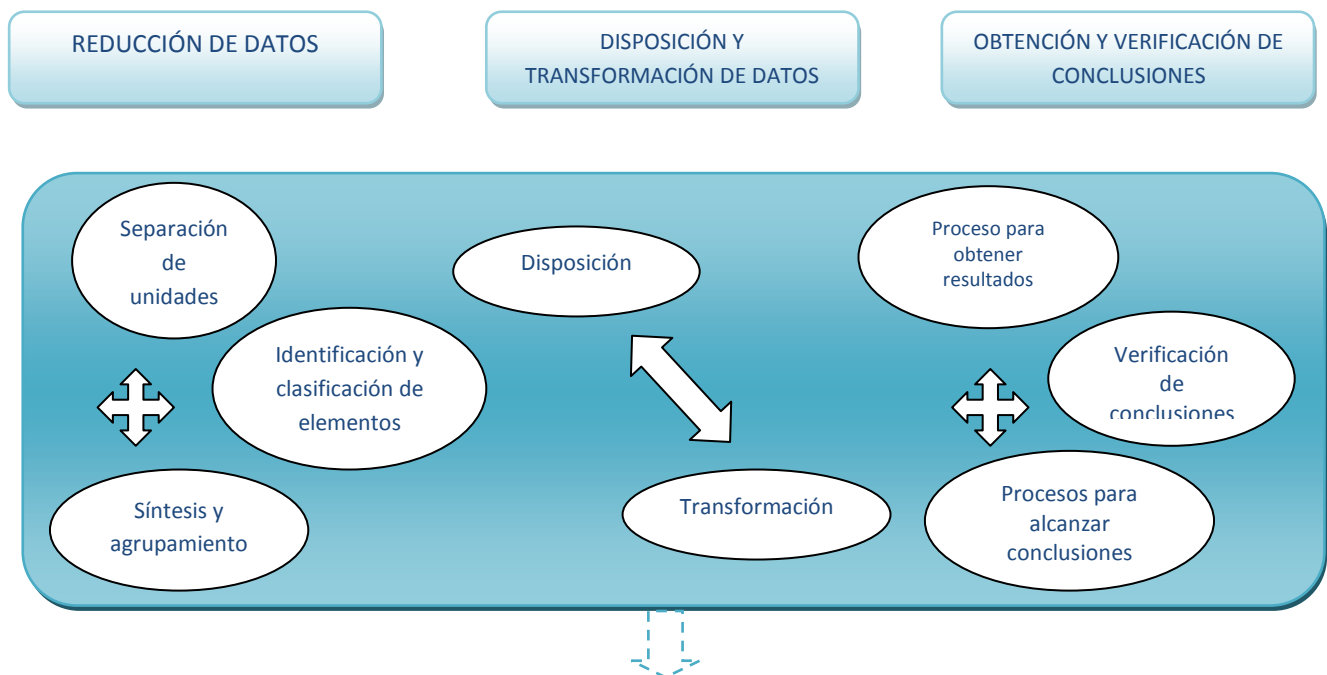 REDUCCIÓN DE DATOS
DISPOSICIÓN Y
TRANSFORMACIÓN DE DATOS
OBTENCIÓN Y VERIFICACIÓN DE
CONCLUSIONES
Separación
de
unidades
Identificación y
clasificación de
elementos
Síntesis y
agrupamiento
Disposición
Transformación
Proceso para
obtener
resultados
Verificación
de
conclusiones
Procesos para
alcanzar
conclusiones